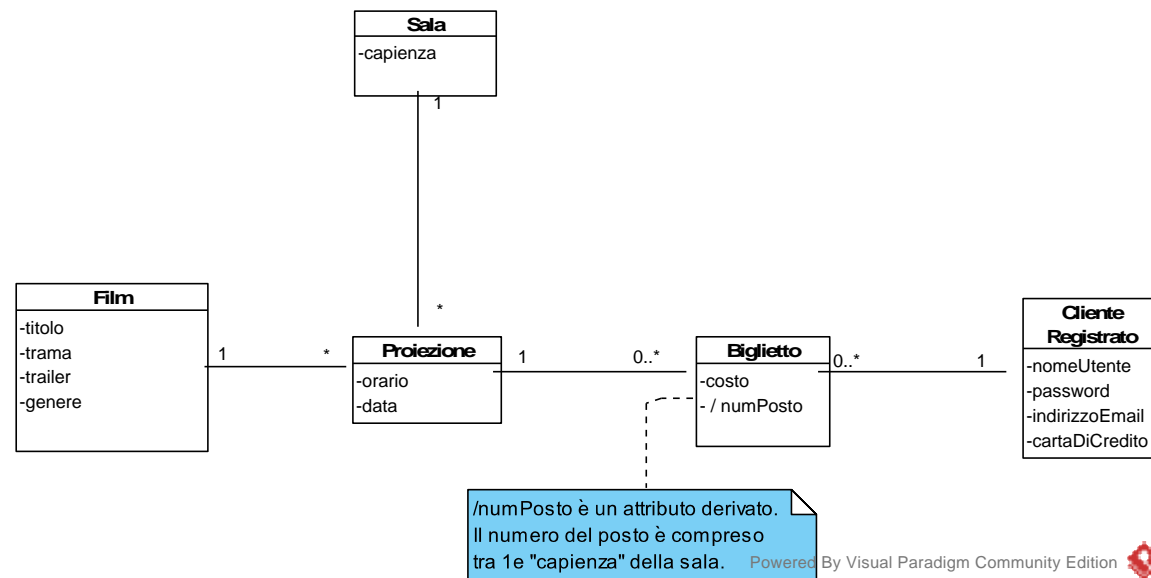 Sala
-capienza
1
*
Film
-titolo
-trama
-trailer
-genere
1
*
Proiezione
-orario
-data
1
0..*
Biglietto
-costo
- / numPosto
0..*
1
Cliente
Registrato
-nomeUtente
-password
-indirizzoEmail
-cartaDiCredito
/numPosto è un attributo derivato.
Il numero del posto è compreso
tra 1e "capienza" della sala.
Powered By Visual Paradigm Community Edition